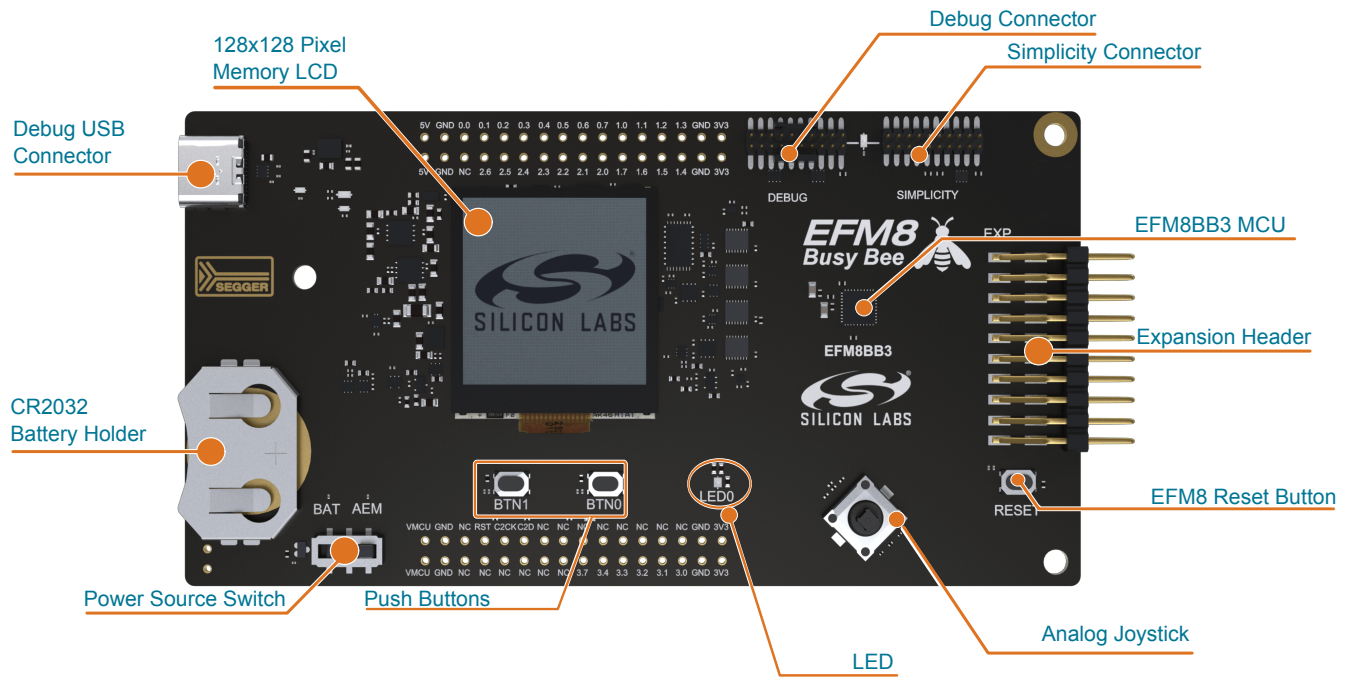 Debug Connector
128x128 Pixel
Memory LCD
Simplicity Connector
Debug USB
Connector
5V GND 0.0 0.1 0.2 0.3 0.4 0.5 0.6 0.7 1.0 1.1 1.2 1.3 GND 3V3
5V GND NC 2.6 2.5 2.4 2.3 2.2 2.1 2.0 1.7 1.6 1.5 1.4 GND 3V3
DEBUG
SIMPLICITY
EFM8
Busy Bee
EXP
EFM8BB3 MCU
SEGGER
SILICON LABS
EFM8BB3
Expansion Header
SILICON LABS
CR2032
Battery Holder
BTN1
BTN0
LED0
RESET
EFM8 Reset Button
BAT AEM
VMCU GND NC RST C2CK C2D NC NC NC NC NC NC NC NC GND 3V3
VMCU GND NC NC NC NC NC NC 3.7 3.4 3.3 3.2 3.1 3.0 GND 3V3
Power Source Switch
Push Buttons
Analog Joystick
LED